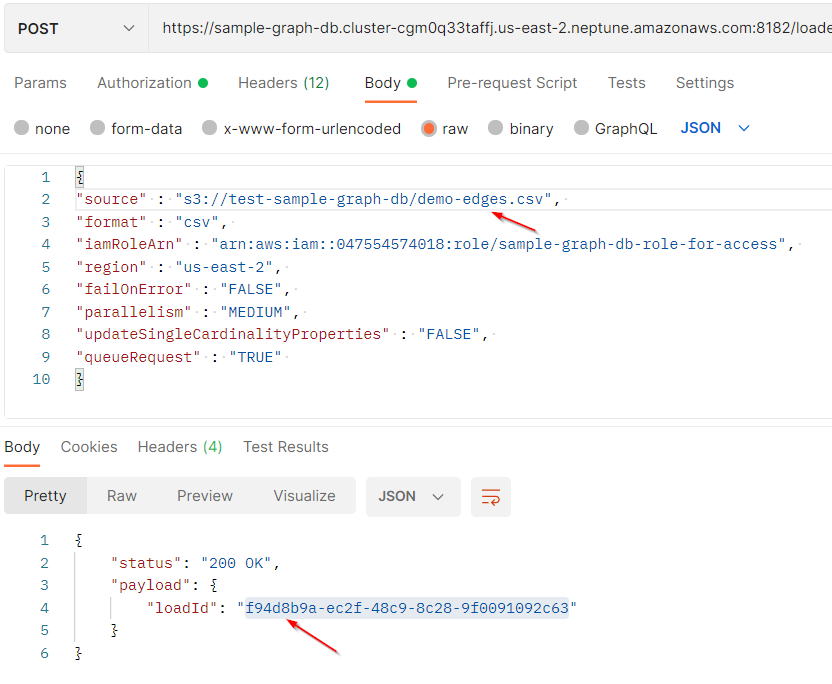 POST https://sample-graph-db.cluster-cgm0q33taffj.us-east-2.neptune.amazonaws.com:8182/loade
Params Authorization Headers (12) Body Pre-request Script Tests Settings
none form-data x-www-form-urlencoded raw binary GraphQL JSON
1 {
2 "source" : "s3://test-sample-graph-db/demo-edges.csv",
3 "format" : "csv",
4 "iamRoleArn" : "arn:aws:iam::047554574018:role/sample-graph-db-role-for-access",
5 "region" : "us-east-2",
6 "failOnError" : "FALSE",
7 "parallelism" : "MEDIUM",
8 "updateSingleCardinalityProperties" : "FALSE",
9 "queueRequest" : "TRUE"
10 }
Body Cookies Headers (4) Test Results
Pretty Raw Preview Visualize JSON
1 {
2 "status": "200 OK",
3 "payload": {
4 "loadId": "f94d8b9a-ec2f-48c9-8c28-9f0091092c63"
5 }
6 }